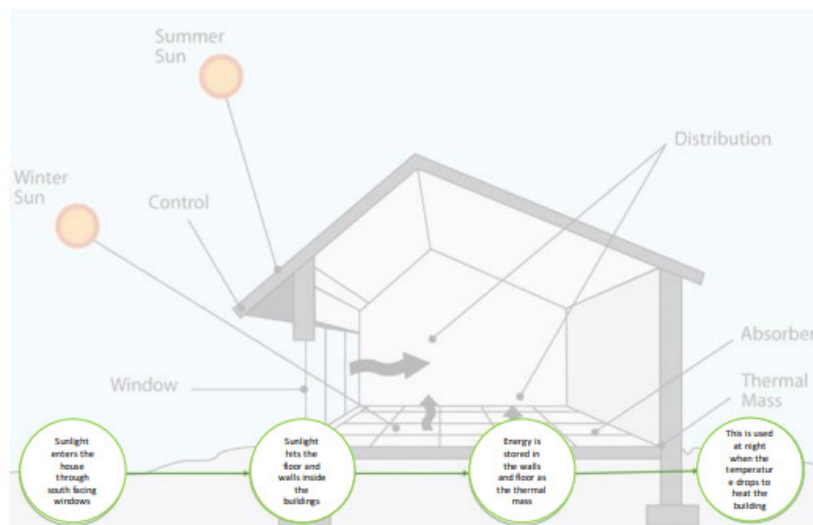 Summer
Sun
Distribution
Winter
Sun
Control
Absorber
Window
Thermal
Mass
Sunlight
enters the
house
through
south facing
windows
Sunlight
hits the
floor and
walls inside
the
buildings
Energy is
stored in
the walls
and floor as
the thermal
mass
This is used
at night
when the
temperatur
e drops to
heat the
building